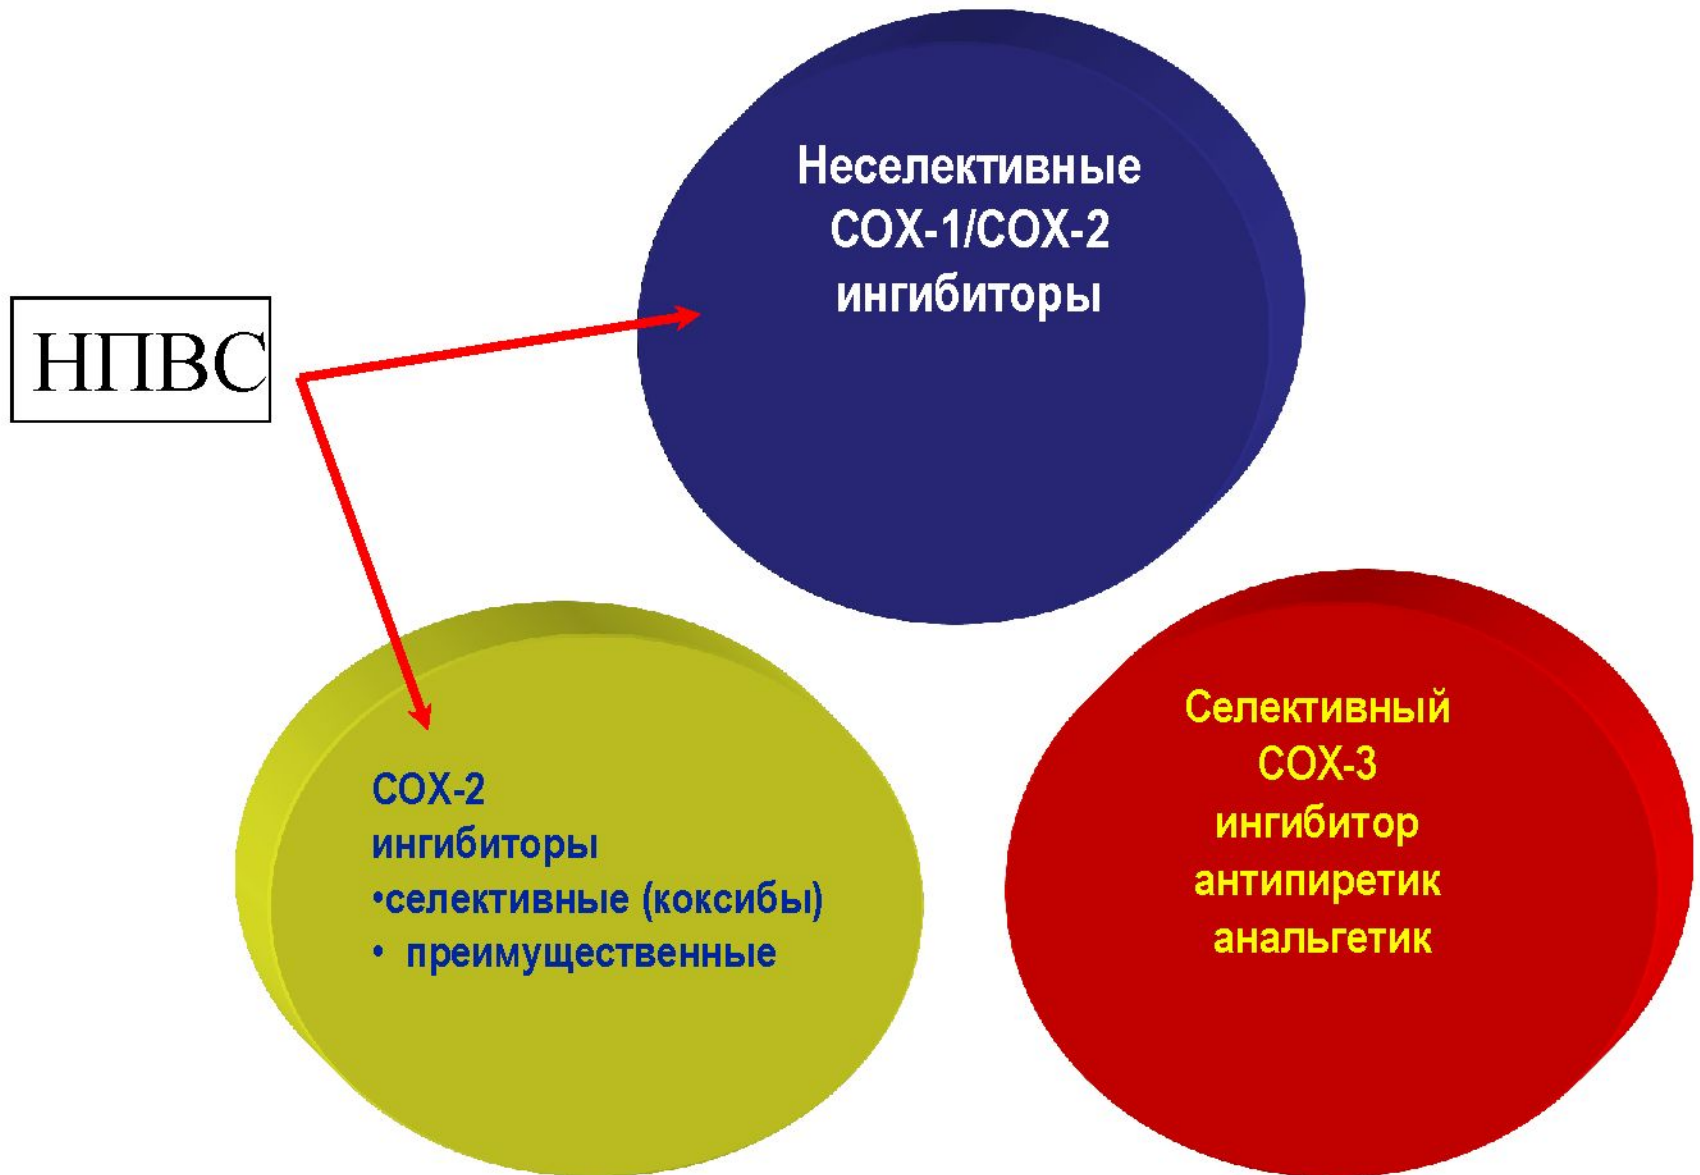 Неселективные
COX-1/COX-2
ингибиторы
НПВС
COX-2
ингибиторы
•селективные (коксибы)
• преимущественные
Селективный
COX-3
ингибитор
антипиретик
анальгетик